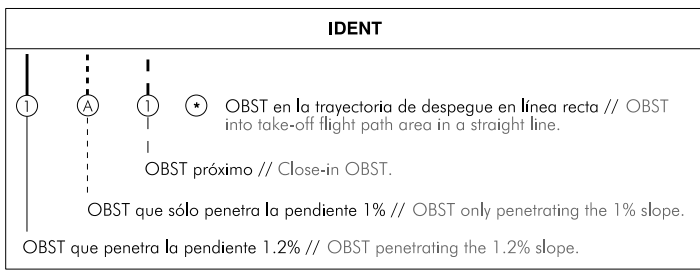 IDENT
1 A 1 * OBST en la trayectoria de despegue en línea recta // OBST
into take-off flight path area in a straight line.
OBST próximo // Close-in OBST.
OBST que sólo penetra la pendiente 1% // OBST only penetrating the 1% slope.
OBST que penetra la pendiente 1.2% // OBST penetrating the 1.2% slope.